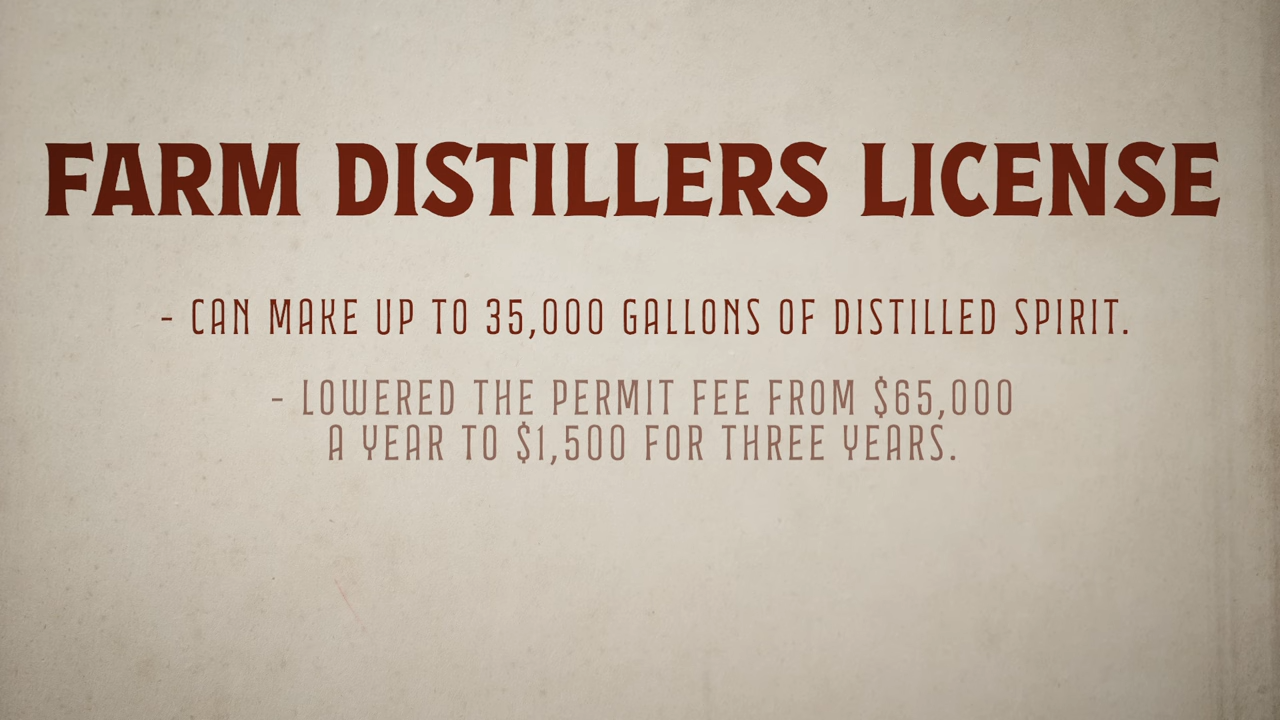 FARM DISTILLERS LICENSE
- CAN MAKE UP TO 35,000 GALLONS OF DISTILLED SPIRIT.
- LOWERED THE PERMIT FEE FROM $65,000
A YEAR TO $1,500 FOR THREE YEARS.